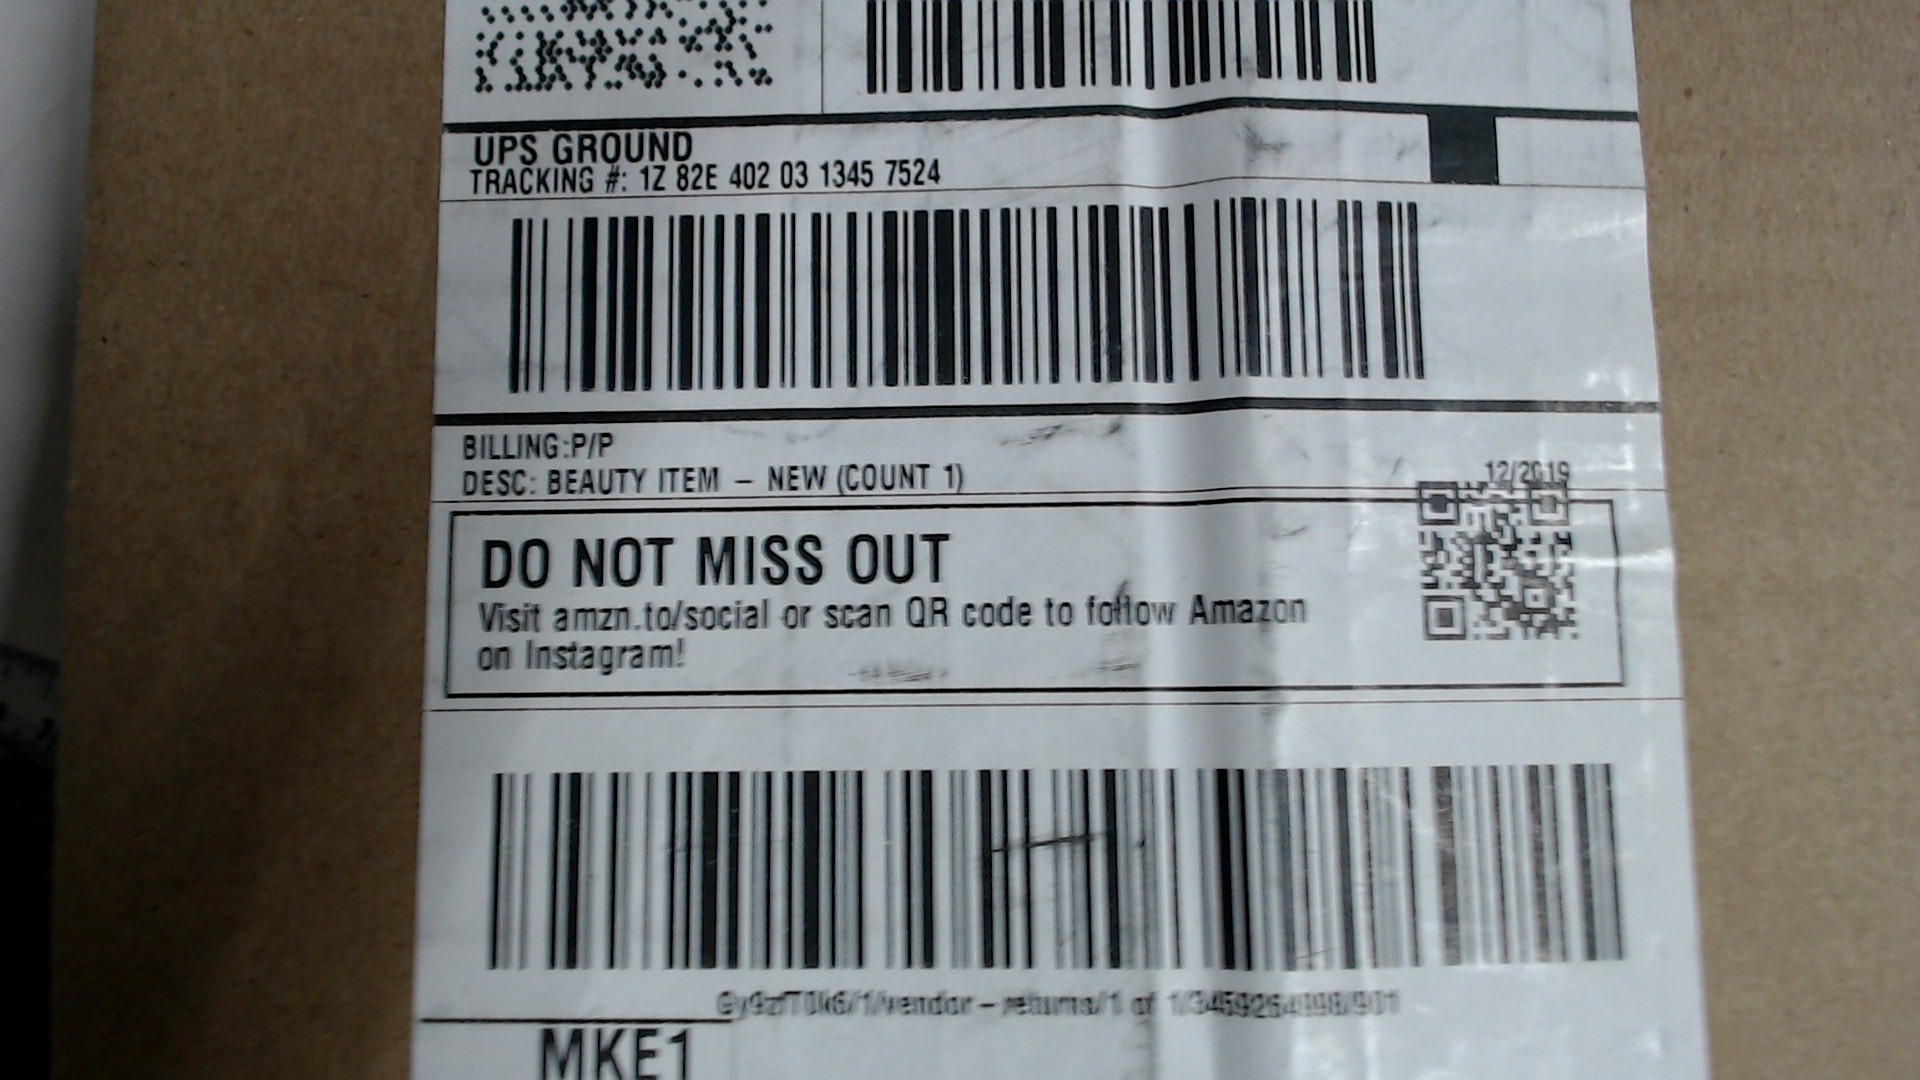 UPS GROUND
TRACKING #: 1Z 82E 402 03 1345 7524
BILLING:P/P
DESC: BEAUTY ITEM – NEW (COUNT 1)
12/2019
DO NOT MISS OUT
Visit amzn.to/social or scan QR code to follow Amazon
on Instagram!
MKE1